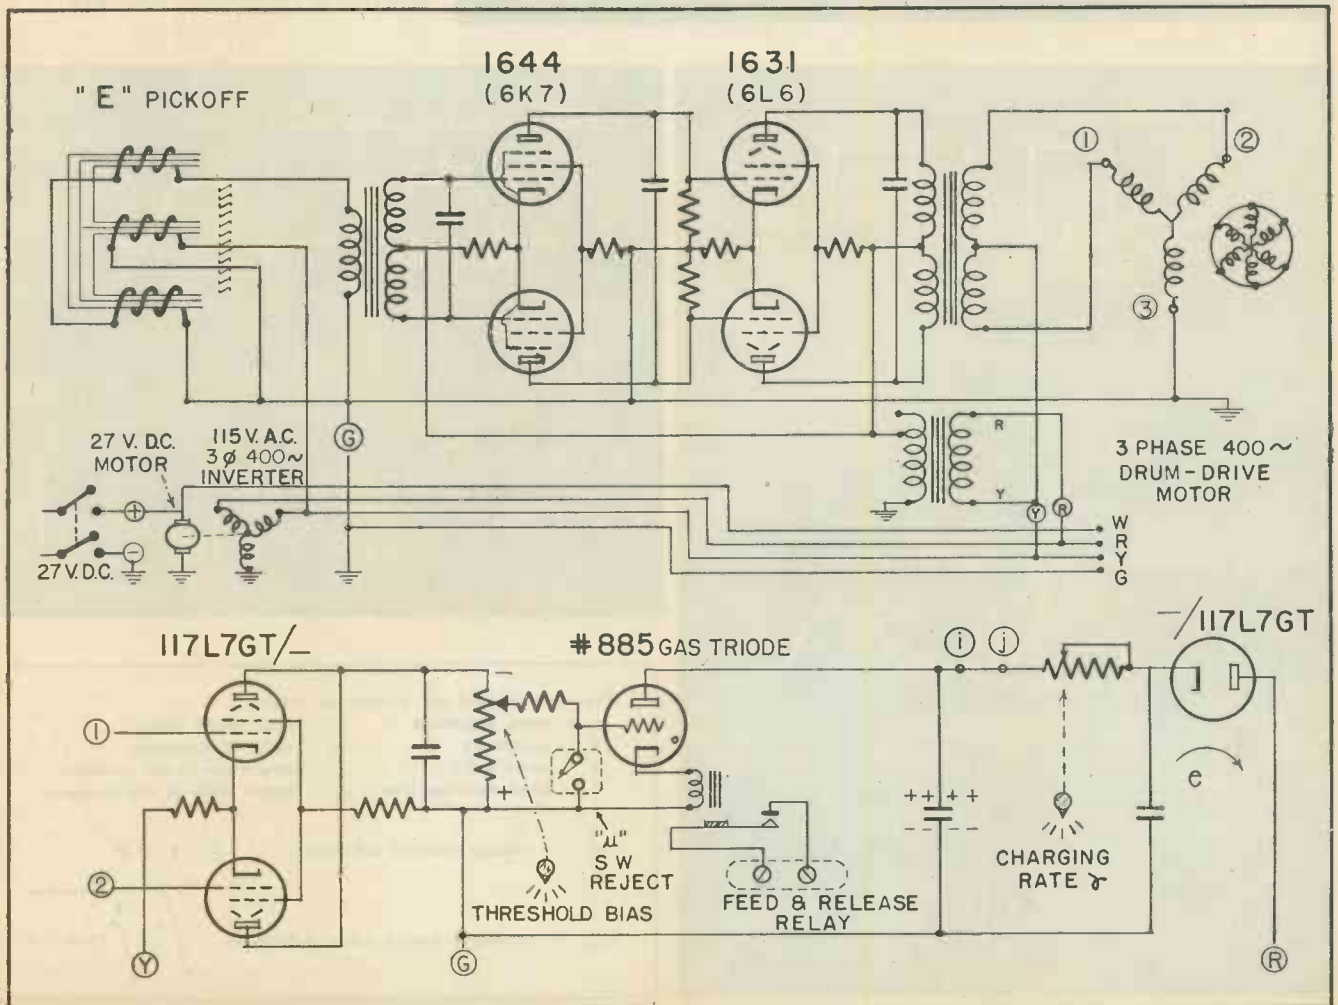 1644
(6K7)
1631
(6L6)
"E" PICKOFF
①
②
③
R
Y
Ⓖ
27 V. D.C.
MOTOR
115 V. A.C.
3 ø 400~
INVERTER
3 PHASE 400~
DRUM-DRIVE
MOTOR
+
−
27 V. D.C.
Ⓨ
Ⓡ
W
R
Y
G
117L7GT/_
#885 GAS TRIODE
ⓘ
ⓙ
—/117L7GT
①
−
+
②
"μ"
SW
REJECT
THRESHOLD BIAS
FEED & RELEASE
RELAY
++ ++
CHARGING
RATE γ
e
Ⓨ
Ⓖ
Ⓡ